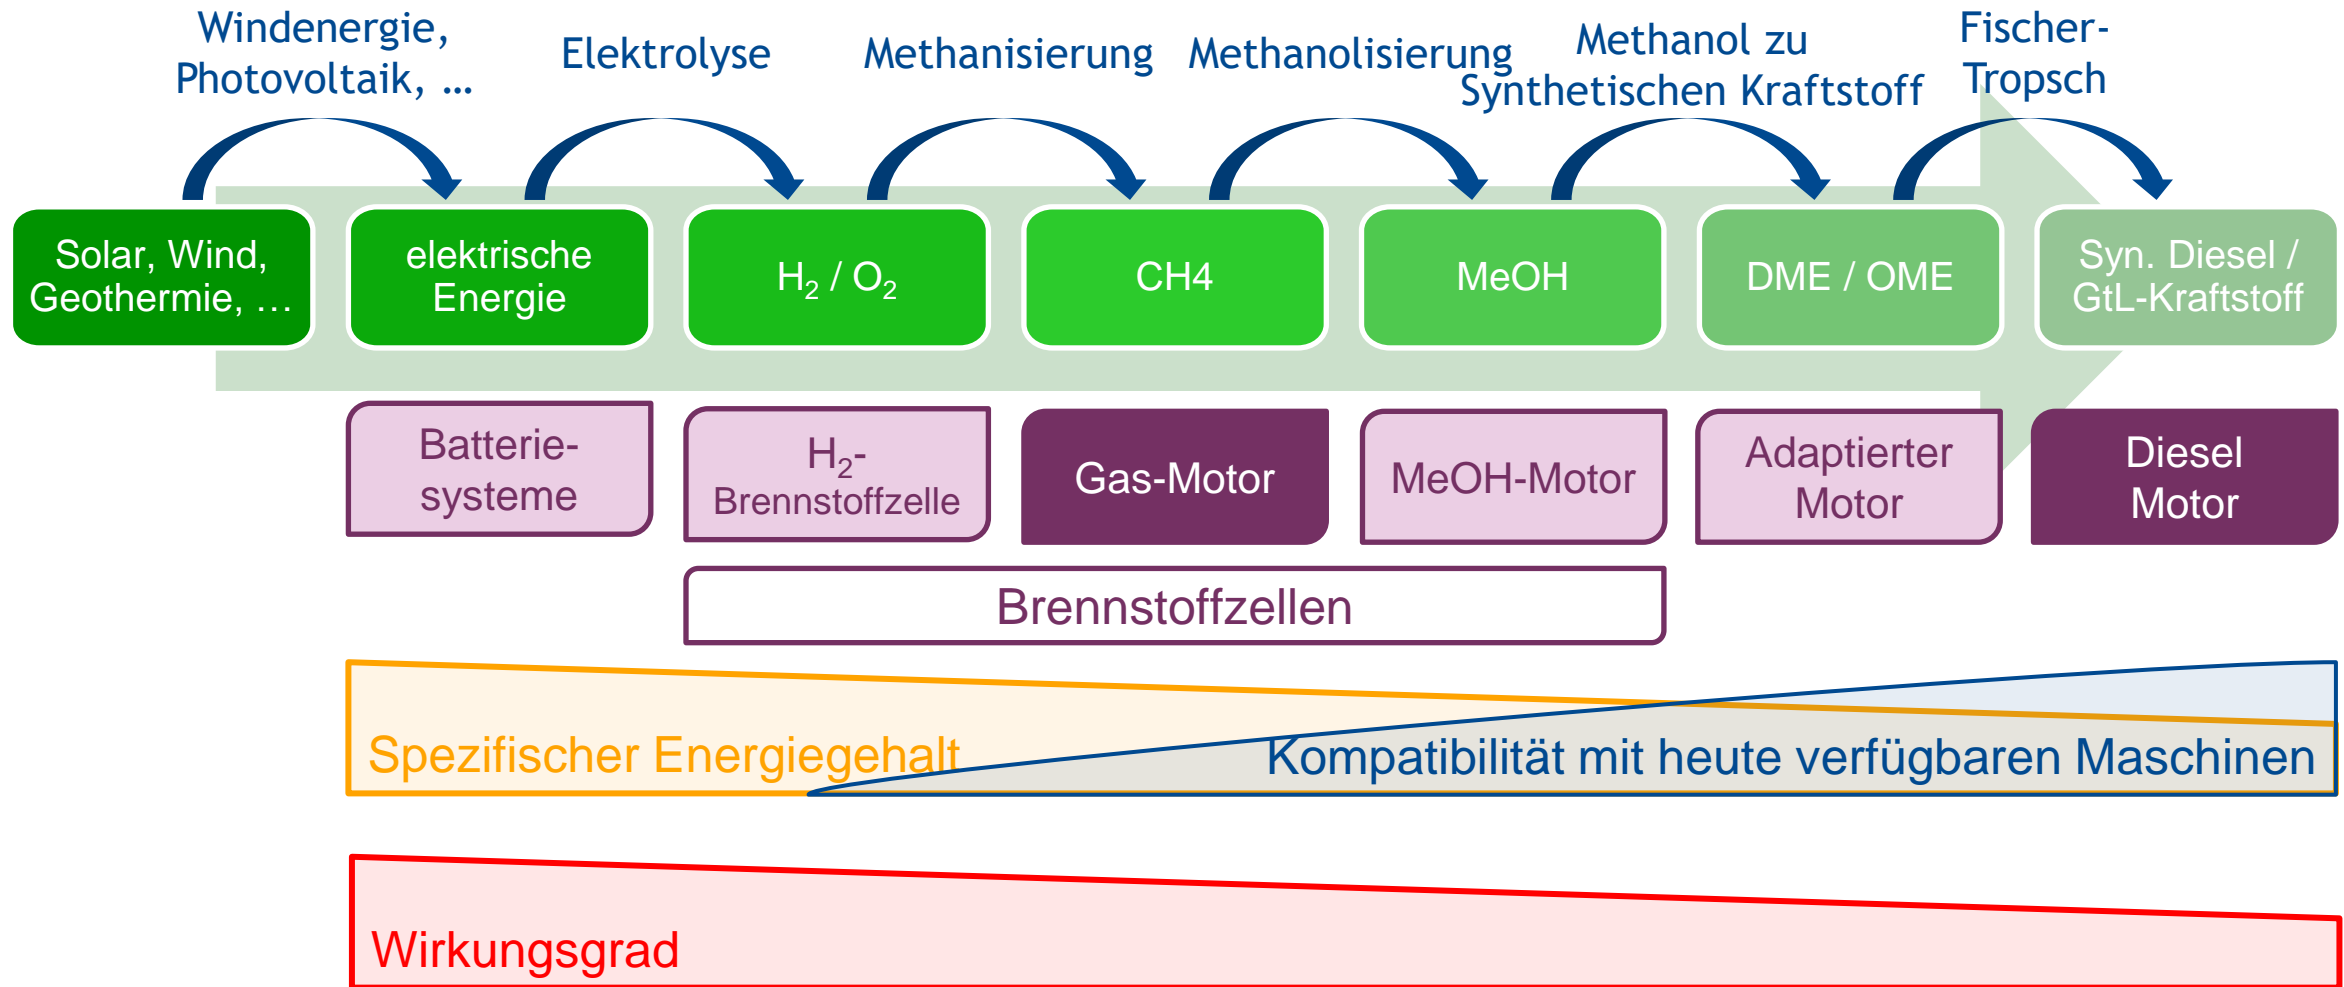 Windenergie,
Photovoltaik, …
Elektrolyse
Methanisierung
Methanolisierung
Methanol zu
Synthetischen Kraftstoff
Fischer-
Tropsch
Solar, Wind,
Geothermie, …
elektrische
Energie
H₂ / O₂
CH4
MeOH
DME / OME
Syn. Diesel /
GtL-Kraftstoff
Batterie-
systeme
H₂-
Brennstoffzelle
Gas-Motor
MeOH-Motor
Adaptierter
Motor
Diesel
Motor
Brennstoffzellen
Spezifischer Energiegehalt
Kompatibilität mit heute verfügbaren Maschinen
Wirkungsgrad